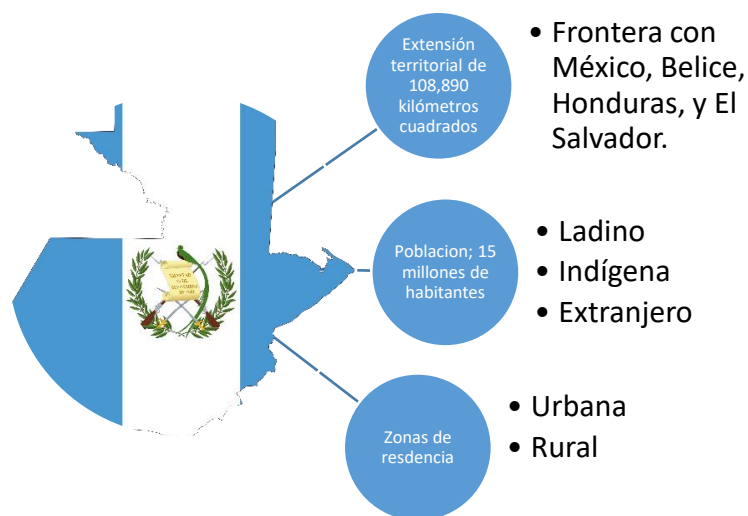 Extensión
territorial de
108,890
kilómetros
cuadrados
• Frontera con
México, Belice,
Honduras, y El
Salvador.
Poblacion; 15
millones de
habitantes
• Ladino
• Indígena
• Extranjero
Zonas de
resdencia
• Urbana
• Rural